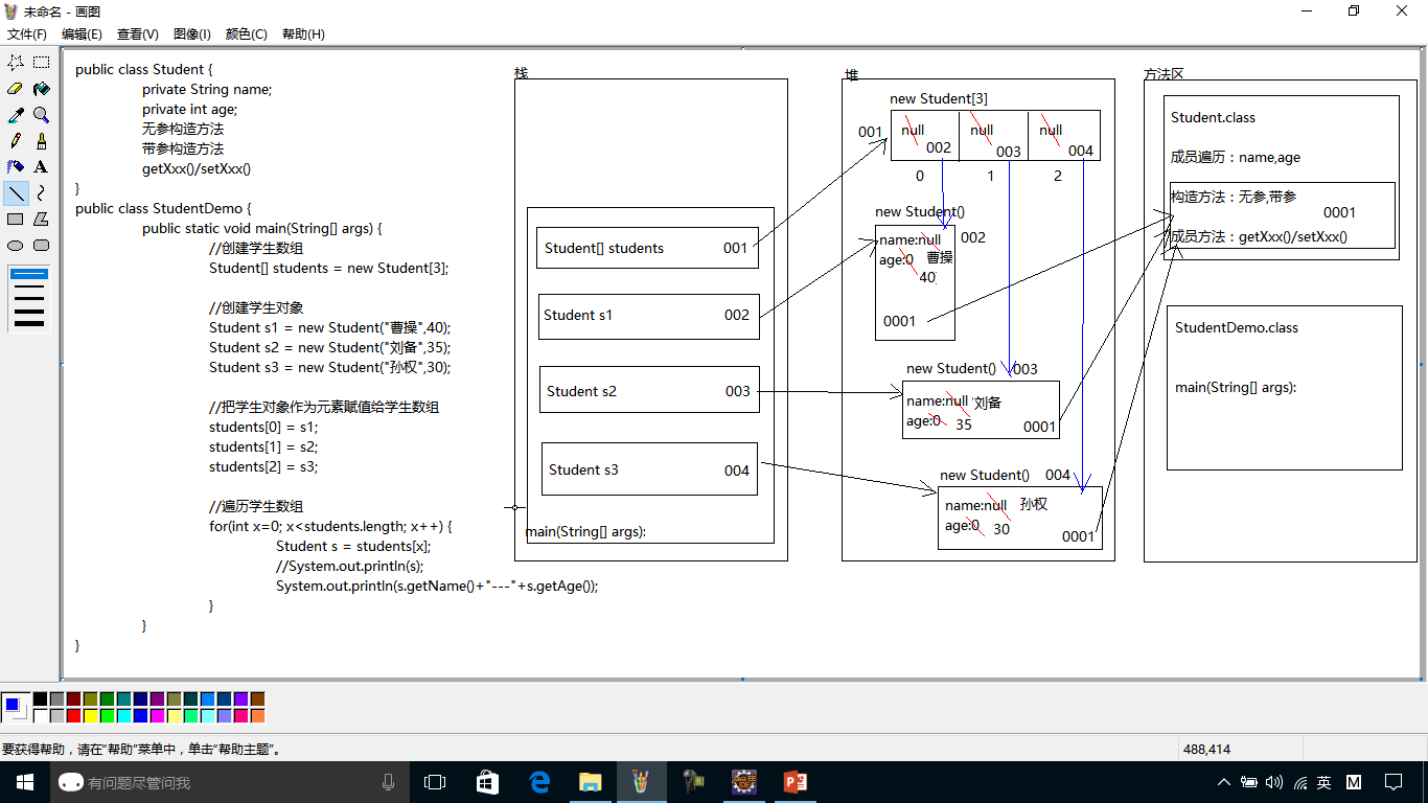 未命名 - 画图
文件(F) 编辑(E) 查看(V) 图像(I) 颜色(C) 帮助(H)
public class Student {
private String name;
private int age;
无参构造方法
带参构造方法
getXxx()/setXxx()
}
public class StudentDemo {
public static void main(String[] args) {
//创建学生数组
Student[] students = new Student[3];
//创建学生对象
Student s1 = new Student("曹操",40);
Student s2 = new Student("刘备",35);
Student s3 = new Student("孙权",30);
//把学生对象作为元素赋值给学生数组
students[0] = s1;
students[1] = s2;
students[2] = s3;
//遍历学生数组
for(int x=0; x<students.length; x++) {
Student s = students[x];
//System.out.println(s);
System.out.println(s.getName()+"---"+s.getAge());
}
}
}
栈
Student[] students 001
Student s1 002
Student s2 003
Student s3 004
main(String[] args):
堆
new Student[3]
001
null null null
002 003 004
0 1 2
new Student()
002
name:null
曹操
age:0
40
0001
new Student() 003
name:null 刘备
age:0 35 0001
new Student() 004
name:null 孙权
age:0 30
0001
方法区
Student.class
成员遍历：name,age
构造方法：无参,带参
0001
成员方法：getXxx()/setXxx()
StudentDemo.class
main(String[] args):
要获得帮助，请在“帮助”菜单中，单击“帮助主题”。
488,414
有问题尽管问我
英
M